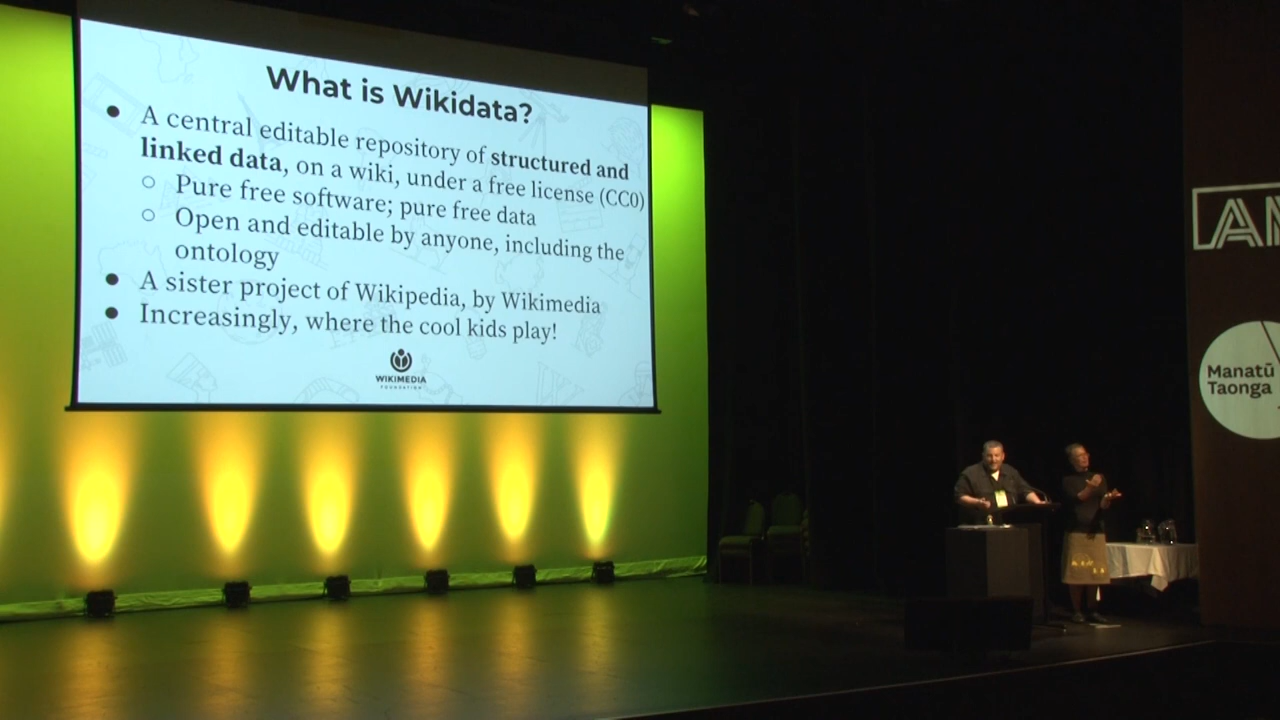 What is Wikidata?
● A central editable repository of structured and
linked data, on a wiki, under a free license (CC0)
○ Pure free software; pure free data
○ Open and editable by anyone, including the
ontology
● A sister project of Wikipedia, by Wikimedia
● Increasingly, where the cool kids play!
WIKIMEDIA
FOUNDATION
Manatū
Taonga